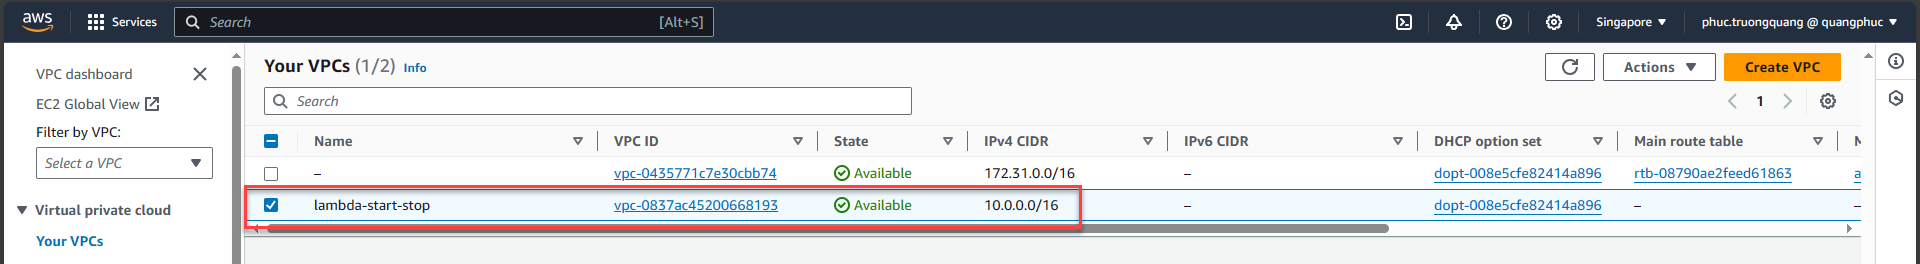 aws Services Search [Alt+S] Singapore phuc.truongquang @ quangphuc
VPC dashboard
EC2 Global View
Filter by VPC:
Select a VPC
Virtual private cloud
Your VPCs
Your VPCs (1/2) Info Actions Create VPC
Search 1
Name VPC ID State IPv4 CIDR IPv6 CIDR DHCP option set Main route table
– vpc-0435771c7e30cbb74 Available 172.31.0.0/16 – dopt-008e5cfe82414a896 rtb-08790ae2feed61863
lambda-start-stop vpc-0837ac45200668193 Available 10.0.0.0/16 – dopt-008e5cfe82414a896 – –